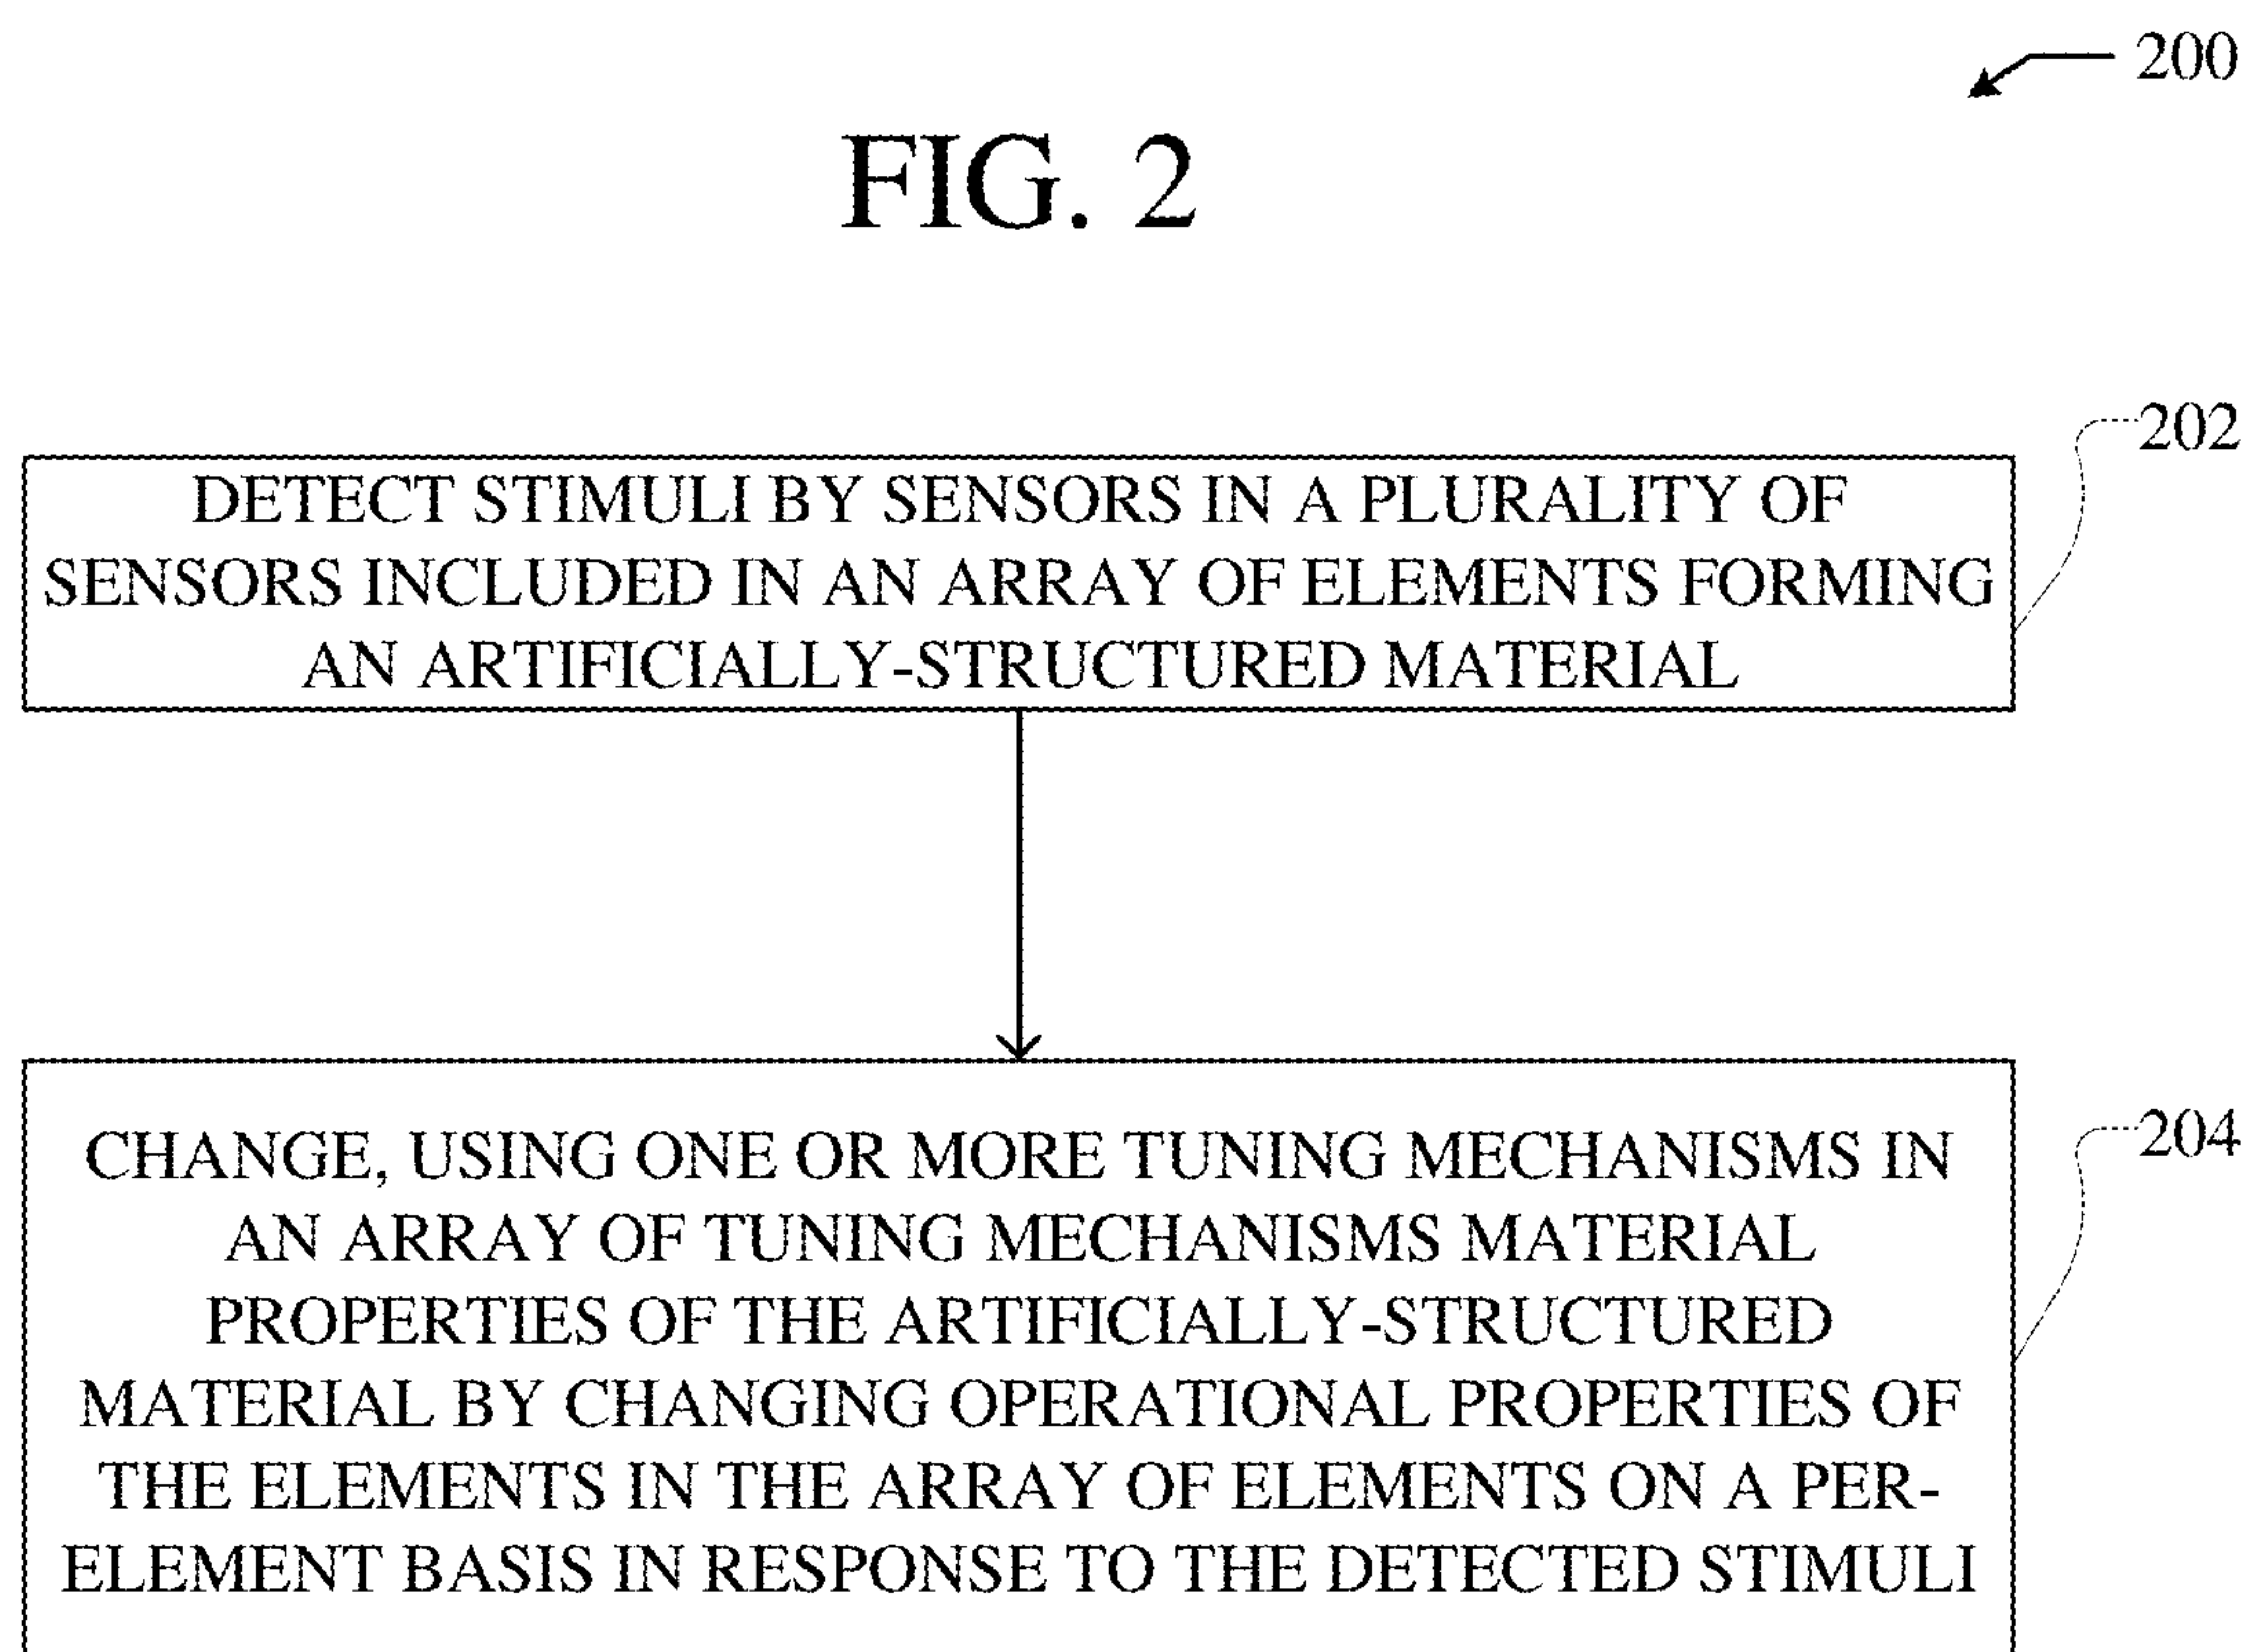 200
FIG. 2
202
DETECT STIMULI BY SENSORS IN A PLURALITY OF
SENSORS INCLUDED IN AN ARRAY OF ELEMENTS FORMING
AN ARTIFICIALLY-STRUCTURED MATERIAL
204
CHANGE, USING ONE OR MORE TUNING MECHANISMS IN
AN ARRAY OF TUNING MECHANISMS MATERIAL
PROPERTIES OF THE ARTIFICIALLY-STRUCTURED
MATERIAL BY CHANGING OPERATIONAL PROPERTIES OF
THE ELEMENTS IN THE ARRAY OF ELEMENTS ON A PER-
ELEMENT BASIS IN RESPONSE TO THE DETECTED STIMULI